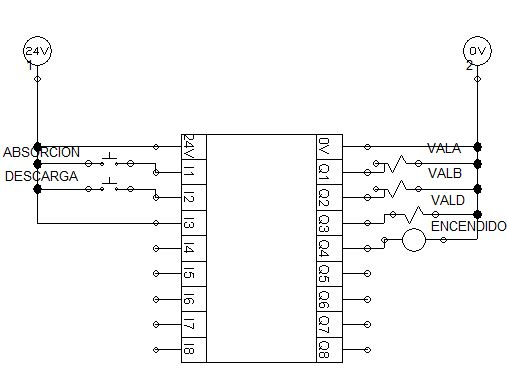 24V
0V
1
2
ABSORCION
DESCARGA
24V
I1
I2
I3
I4
I5
I6
I7
I8
0V
Q1
Q2
Q3
Q4
Q5
Q6
Q7
Q8
VALA
VALB
VALD
ENCENDIDO